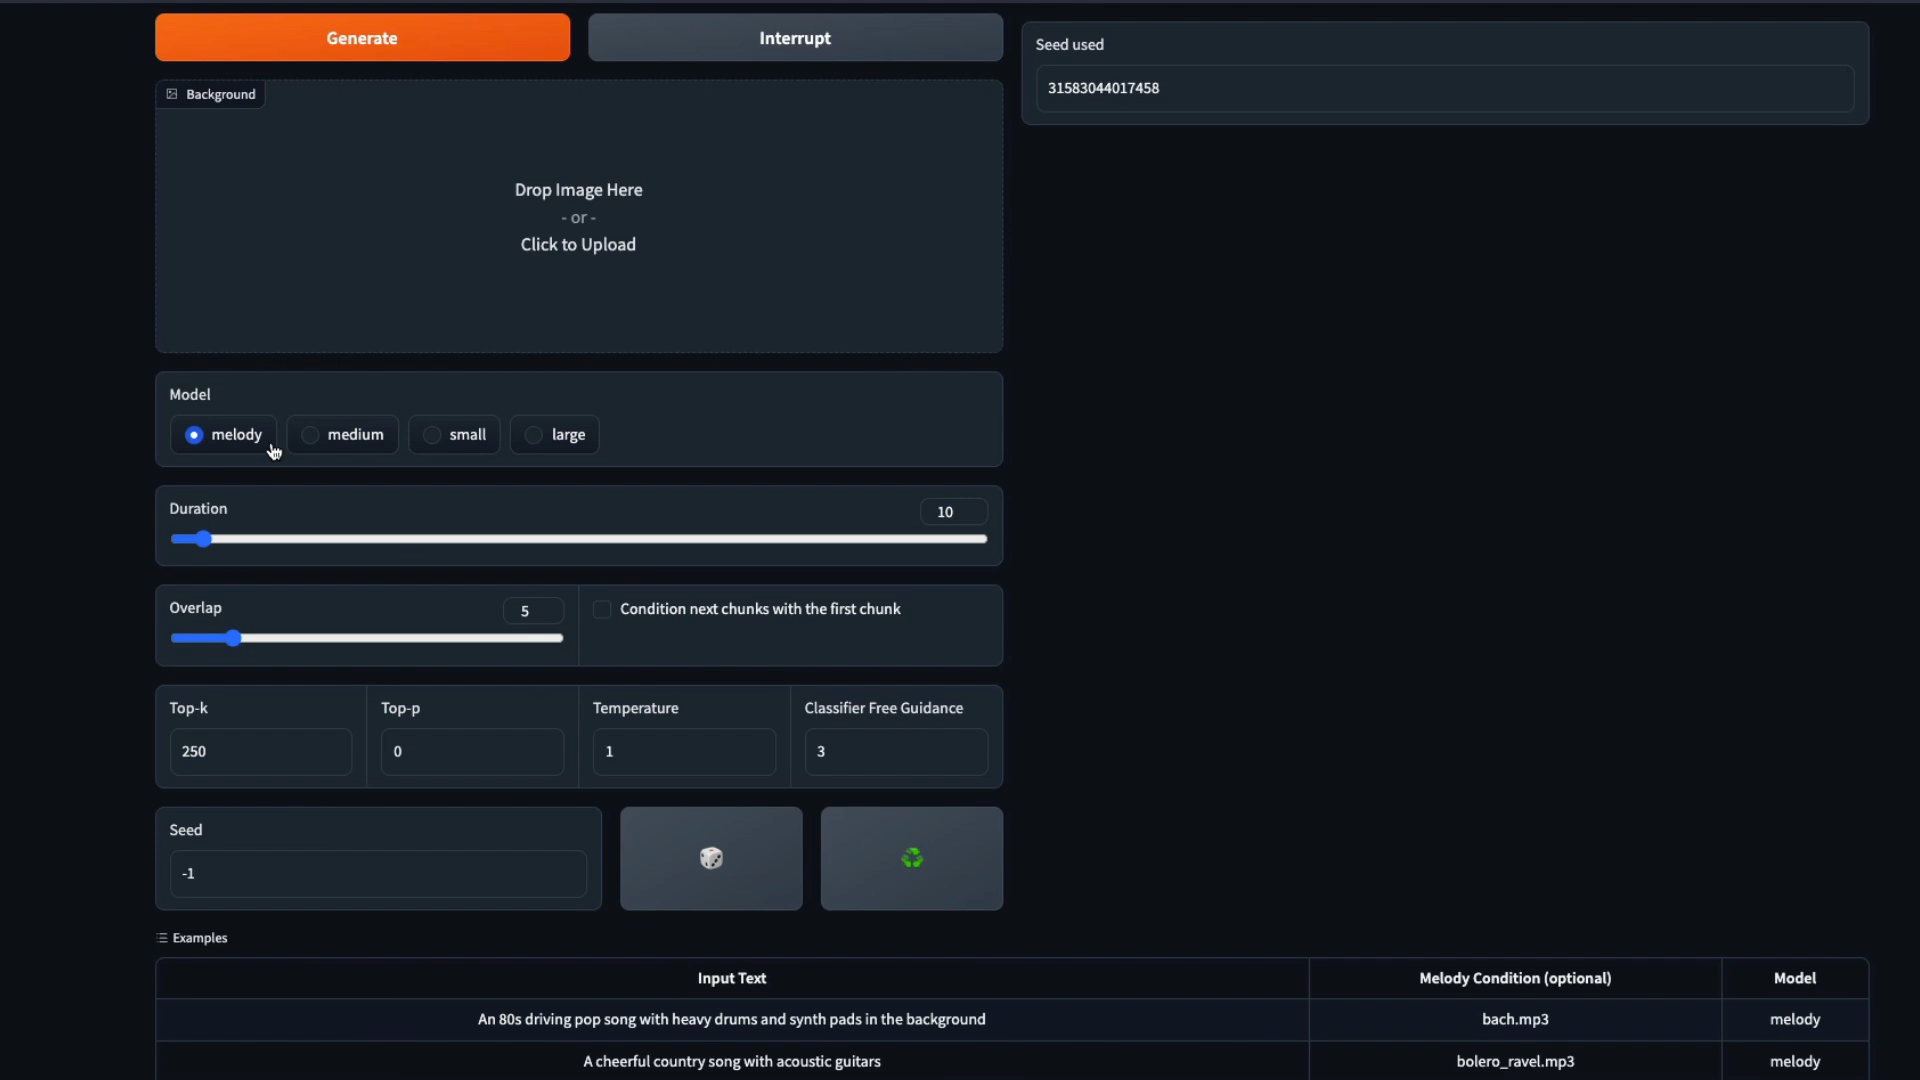 Generate
Interrupt
Seed used
31583044017458
Background
Drop Image Here
- or -
Click to Upload
Model
melody
medium
small
large
Duration
10
Overlap
5
Condition next chunks with the first chunk
Top-k
Top-p
Temperature
Classifier Free Guidance
250
0
1
3
Seed
-1
Examples
Input Text
Melody Condition (optional)
Model
An 80s driving pop song with heavy drums and synth pads in the background
bach.mp3
melody
A cheerful country song with acoustic guitars
bolero_ravel.mp3
melody